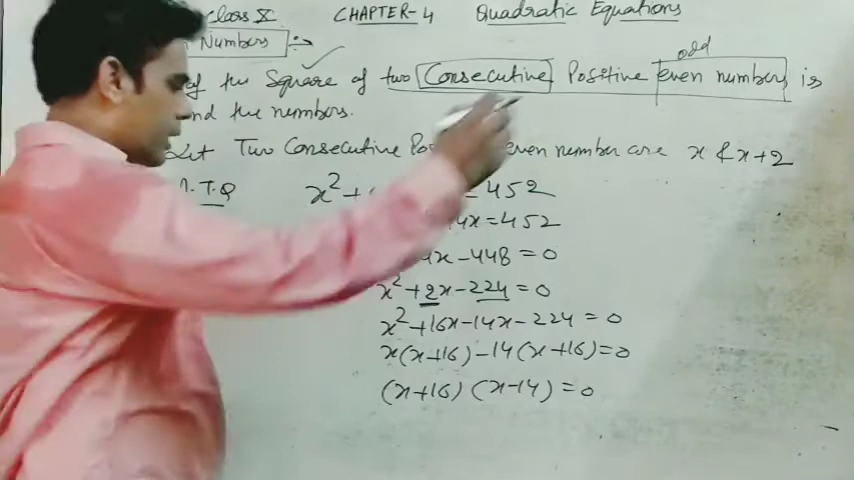 Class X CHAPTER-4 Quadratic Equations
Numbers
odd
of the Square of two Consecutive Positive even numbers is
the numbers.
Let Two Consecutive even number are x & x+2
x²+ =452
4x=452
4x-448=0
x²+2x-224=0
x²+16x-14x-224=0
x(x+16)-14(x+16)=0
(x+16)(x-14)=0